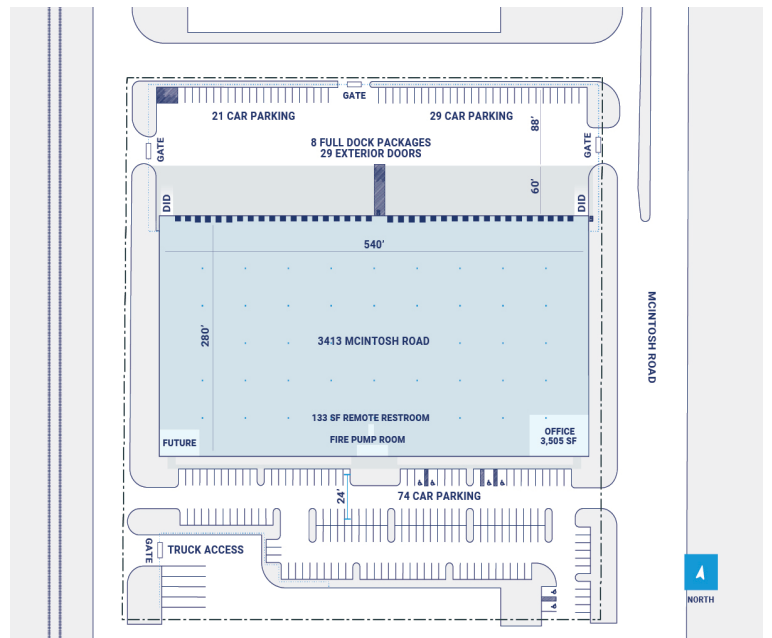 GATE
21 CAR PARKING
29 CAR PARKING
88'
8 FULL DOCK PACKAGES
29 EXTERIOR DOORS
GATE
GATE
60'
DID
DID
540'
280'
3413 MCINTOSH ROAD
MCINTOSH ROAD
133 SF REMOTE RESTROOM
FUTURE
FIRE PUMP ROOM
OFFICE
3,505 SF
24'
74 CAR PARKING
GATE
TRUCK ACCESS
NORTH